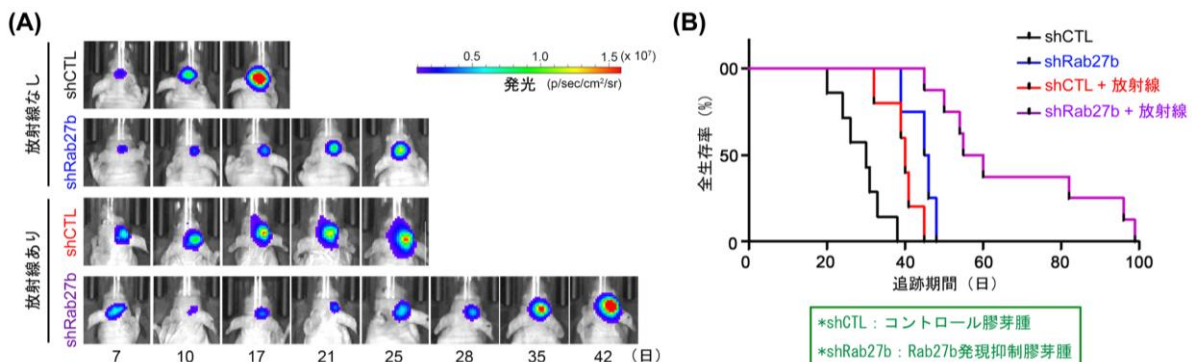 (A)
放射線なし
shCTL
shRab27b
放射線あり
shCTL
shRab27b
0.5 1.0 1.5 (x 10⁷)
発光 (p/sec/cm²/sr)
7 10 17 21 25 28 35 42 (日)
(B)
shCTL
shRab27b
shCTL + 放射線
shRab27b + 放射線
全生存率 (%)
00
50
0
0 20 40 60 80 100
追跡期間(日)
*shCTL:コントロール膠芽腫
*shRab27b:Rab27b発現抑制膠芽腫